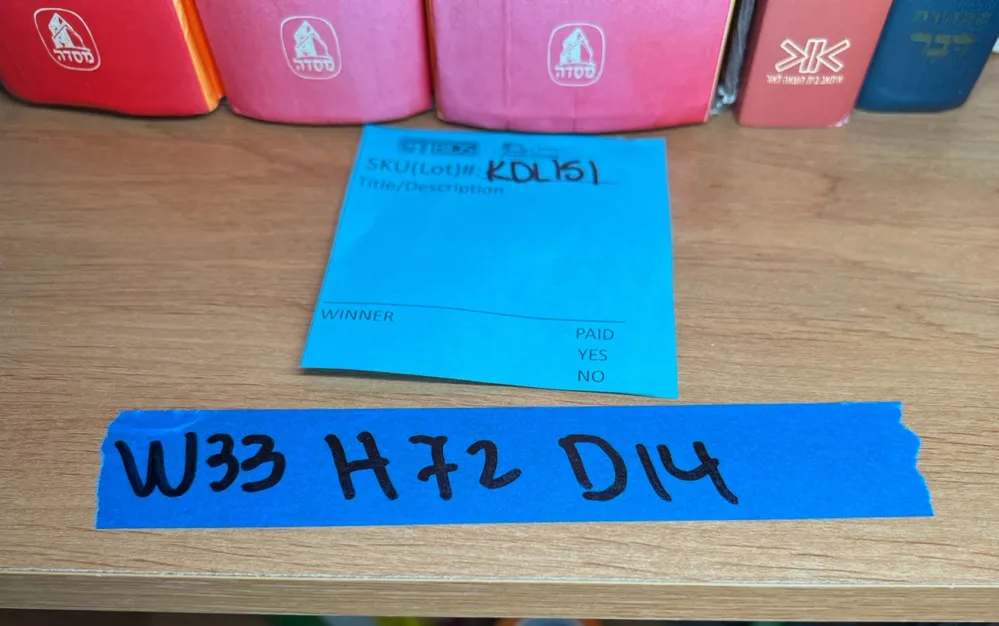 מסדה
מסדה
מסדה
SKU(Lot)#: KDL151
Title/Description
WINNER
PAID
YES
NO
W33 H72 D14